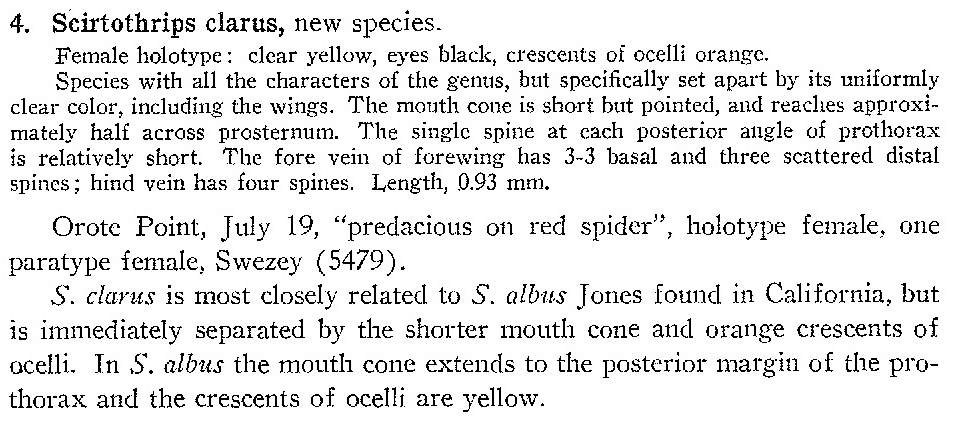 4. Scirtothrips clarus, new species.
Female holotype: clear yellow, eyes black, crescents of ocelli orange.
Species with all the characters of the genus, but specifically set apart by its uniformly
clear color, including the wings. The mouth cone is short but pointed, and reaches approxi-
mately half across prosternum. The single spine at each posterior angle of prothorax
is relatively short. The fore vein of forewing has 3-3 basal and three scattered distal
spines; hind vein has four spines. Length, 0.93 mm.
Orote Point, July 19, “predacious on red spider”, holotype female, one
paratype female, Swezey (5479).
S. clarus is most closely related to S. albus Jones found in California, but
is immediately separated by the shorter mouth cone and orange crescents of
ocelli. In S. albus the mouth cone extends to the posterior margin of the pro-
thorax and the crescents of ocelli are yellow.